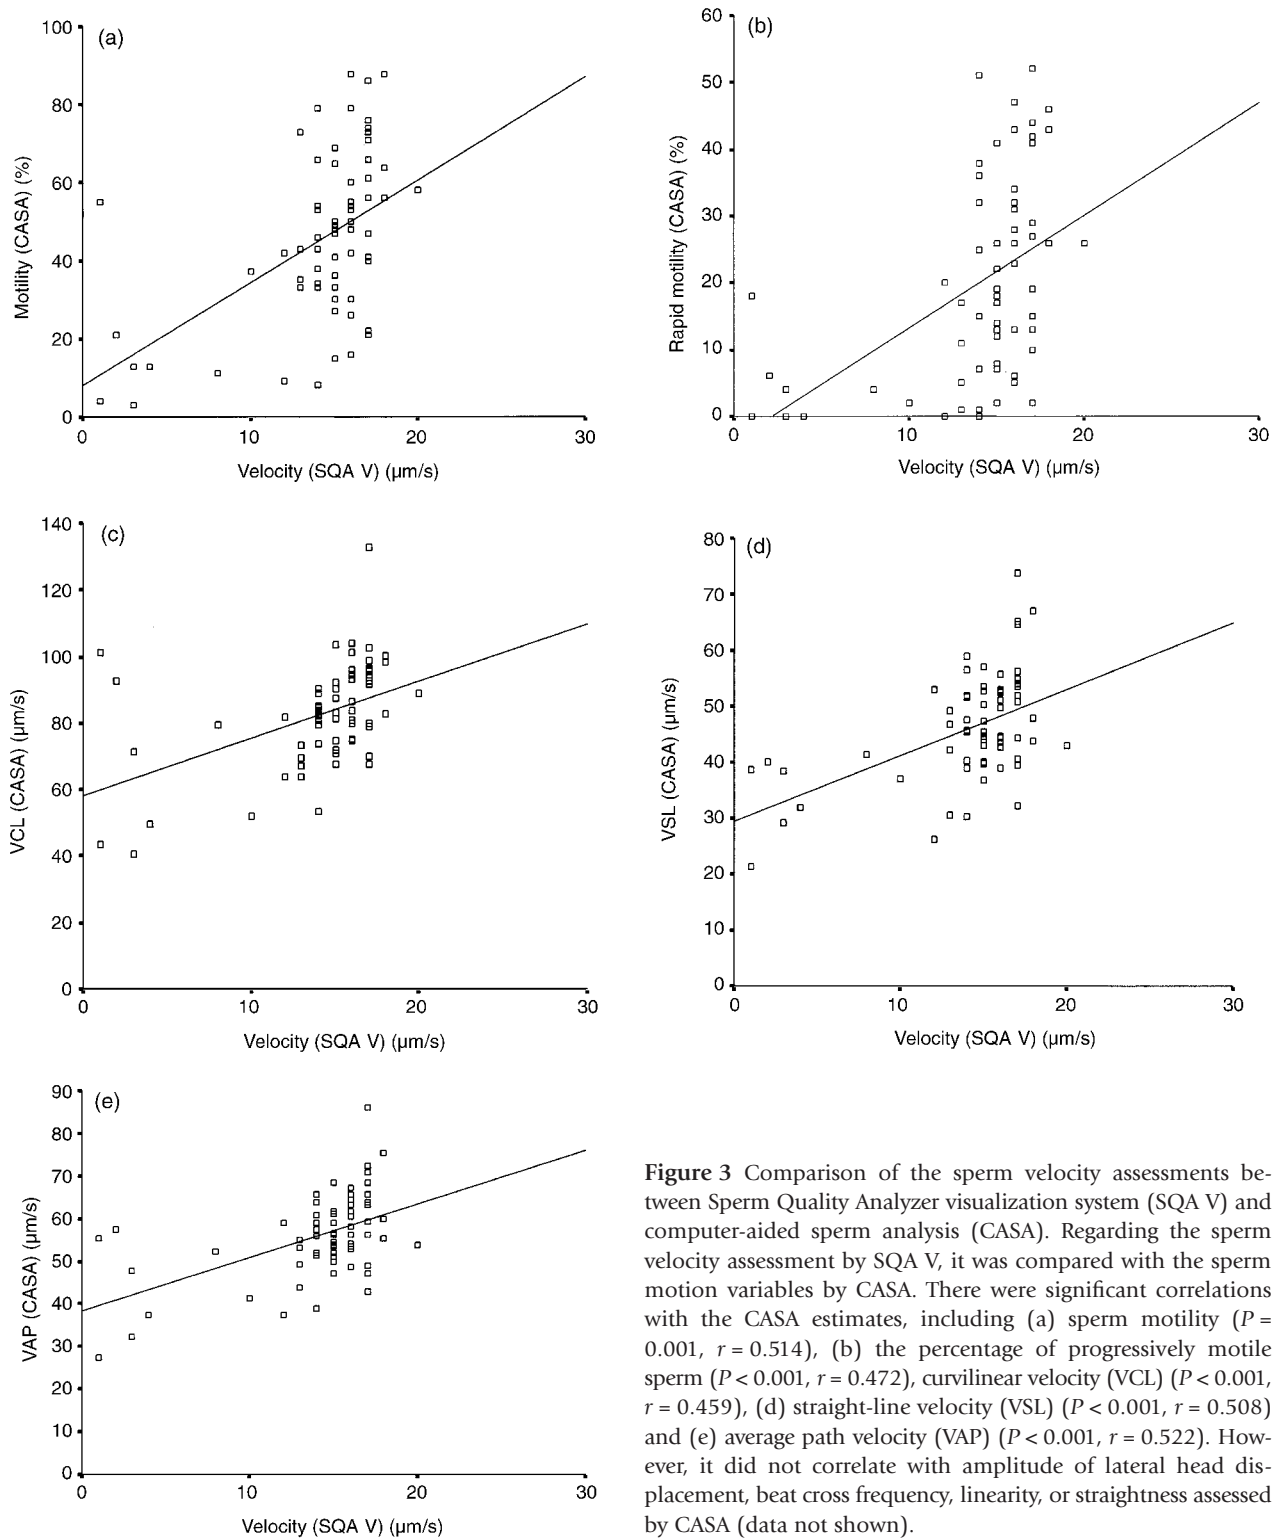 (a)
100
80
60
40
20
0
Motility (CASA) (%)
0 10 20 30
Velocity (SQA V) (μm/s)
(b)
60
50
40
30
20
10
0
Rapid motility (CASA) (%)
0 10 20 30
Velocity (SQA V) (μm/s)
(c)
140
120
100
80
60
40
20
0
VCL (CASA) (μm/s)
0 10 20 30
Velocity (SQA V) (μm/s)
(d)
80
70
60
50
40
30
20
10
0
VSL (CASA) (μm/s)
0 10 20 30
Velocity (SQA V) (μm/s)
(e)
90
80
70
60
50
40
30
20
10
0
VAP (CASA) (μm/s)
0 10 20 30
Velocity (SQA V) (μm/s)
Figure 3 Comparison of the sperm velocity assessments be-
tween Sperm Quality Analyzer visualization system (SQA V) and
computer-aided sperm analysis (CASA). Regarding the sperm
velocity assessment by SQA V, it was compared with the sperm
motion variables by CASA. There were significant correlations
with the CASA estimates, including (a) sperm motility (P =
0.001, r = 0.514), (b) the percentage of progressively motile
sperm (P < 0.001, r = 0.472), curvilinear velocity (VCL) (P < 0.001,
r = 0.459), (d) straight-line velocity (VSL) (P < 0.001, r = 0.508)
and (e) average path velocity (VAP) (P < 0.001, r = 0.522). How-
ever, it did not correlate with amplitude of lateral head dis-
placement, beat cross frequency, linearity, or straightness assessed
by CASA (data not shown).